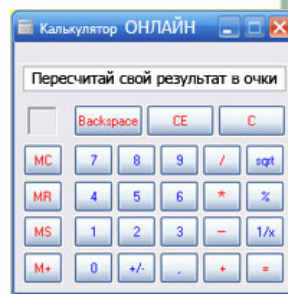 Калькулятор ОНЛАЙН
Пересчитай свой результат в очки
Backspace CE C
MC 7 8 9 / sqrt
MR 4 5 6 * %
MS 1 2 3 - 1/x
M+ 0 +/- , + =